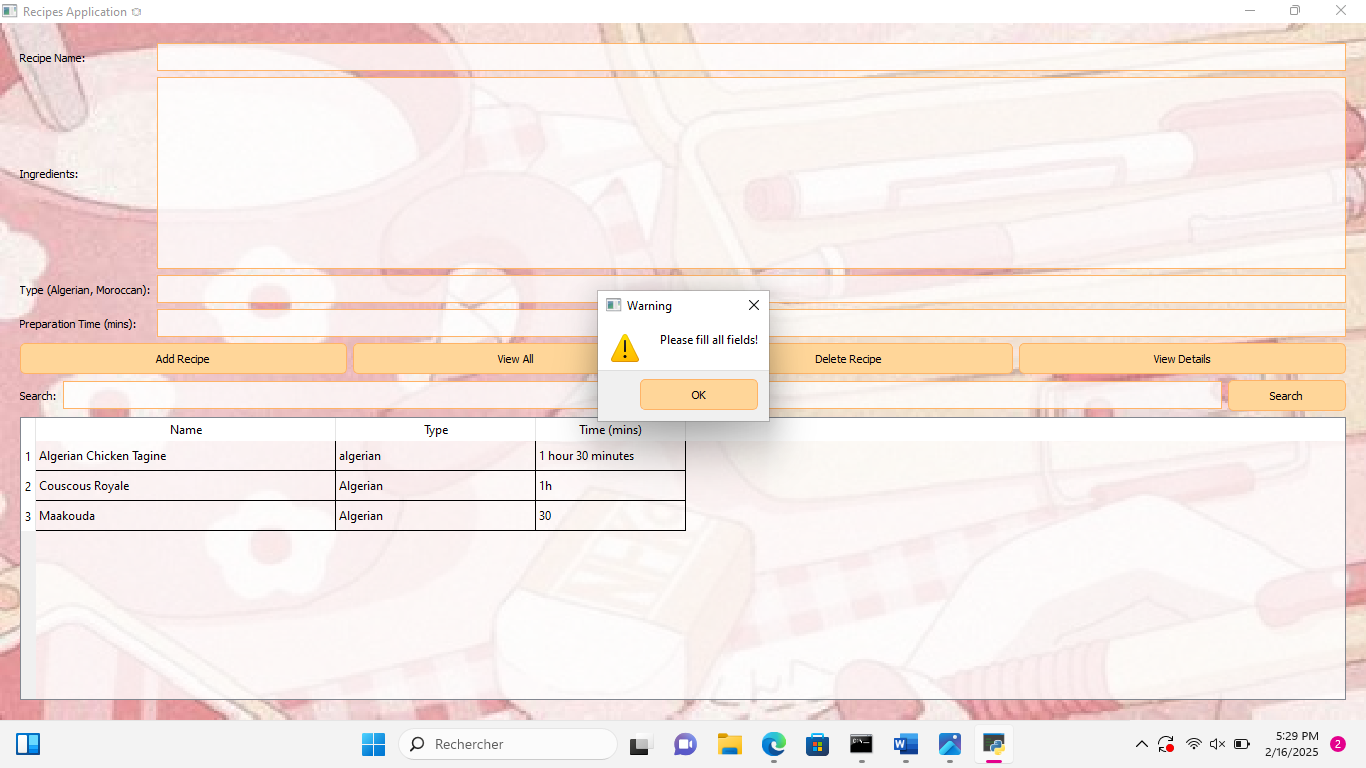 Recipes Application
Recipe Name:
Ingredients:
Type (Algerian, Moroccan):
Preparation Time (mins):
Warning
Please fill all fields!
OK
Add Recipe View All Delete Recipe View Details
Search: Search
Name Type Time (mins)
1 Algerian Chicken Tagine algerian 1 hour 30 minutes
2 Couscous Royale Algerian 1h
3 Maakouda Algerian 30
Rechercher
5:29 PM
2/16/2025
2